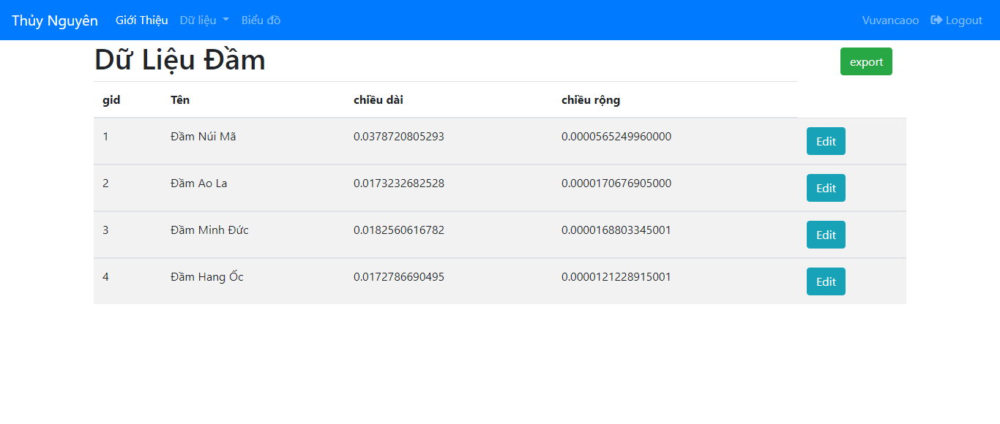 Thủy Nguyên Giới Thiệu Dữ liệu Biểu đồ Vuvancaoo Logout
Dữ Liệu Đầm export
gid Tên chiều dài chiều rộng
1 Đầm Núi Mã 0.0378720805293 0.0000565249960000 Edit
2 Đầm Ao La 0.0173232682528 0.0000170676905000 Edit
3 Đầm Minh Đức 0.0182560616782 0.0000168803345001 Edit
4 Đầm Hang Ốc 0.0172786690495 0.0000121228915001 Edit